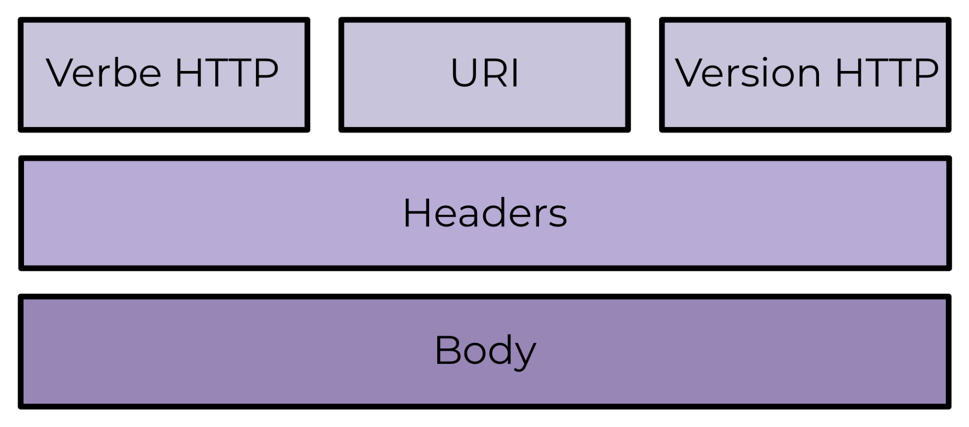 Verbe HTTP
URI
Version HTTP
Headers
Body